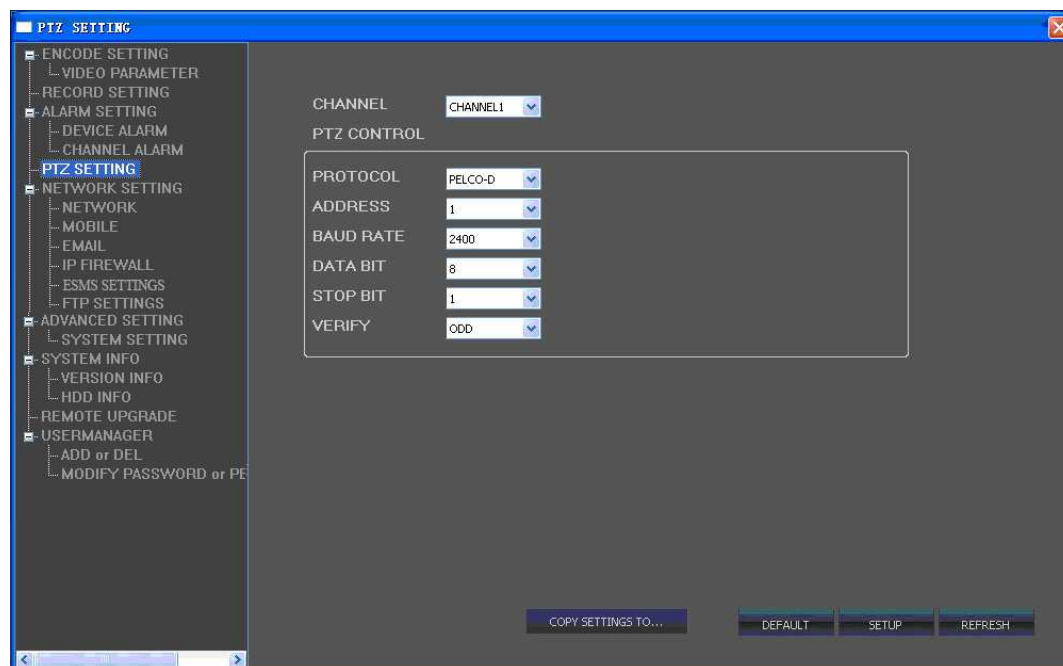 PTZ SETTING
ENCODE SETTING
VIDEO PARAMETER
RECORD SETTING
ALARM SETTING
DEVICE ALARM
CHANNEL ALARM
PTZ SETTING
NETWORK SETTING
NETWORK
MOBILE
EMAIL
IP FIREWALL
ESMS SETTINGS
FTP SETTINGS
ADVANCED SETTING
SYSTEM SETTING
SYSTEM INFO
VERSION INFO
HDD INFO
REMOTE UPGRADE
USERMANAGER
ADD or DEL
MODIFY PASSWORD or PE
CHANNEL CHANNEL1
PTZ CONTROL
PROTOCOL PELCO-D
ADDRESS 1
BAUD RATE 2400
DATA BIT 8
STOP BIT 1
VERIFY ODD
COPY SETTINGS TO... DEFAULT SETUP REFRESH